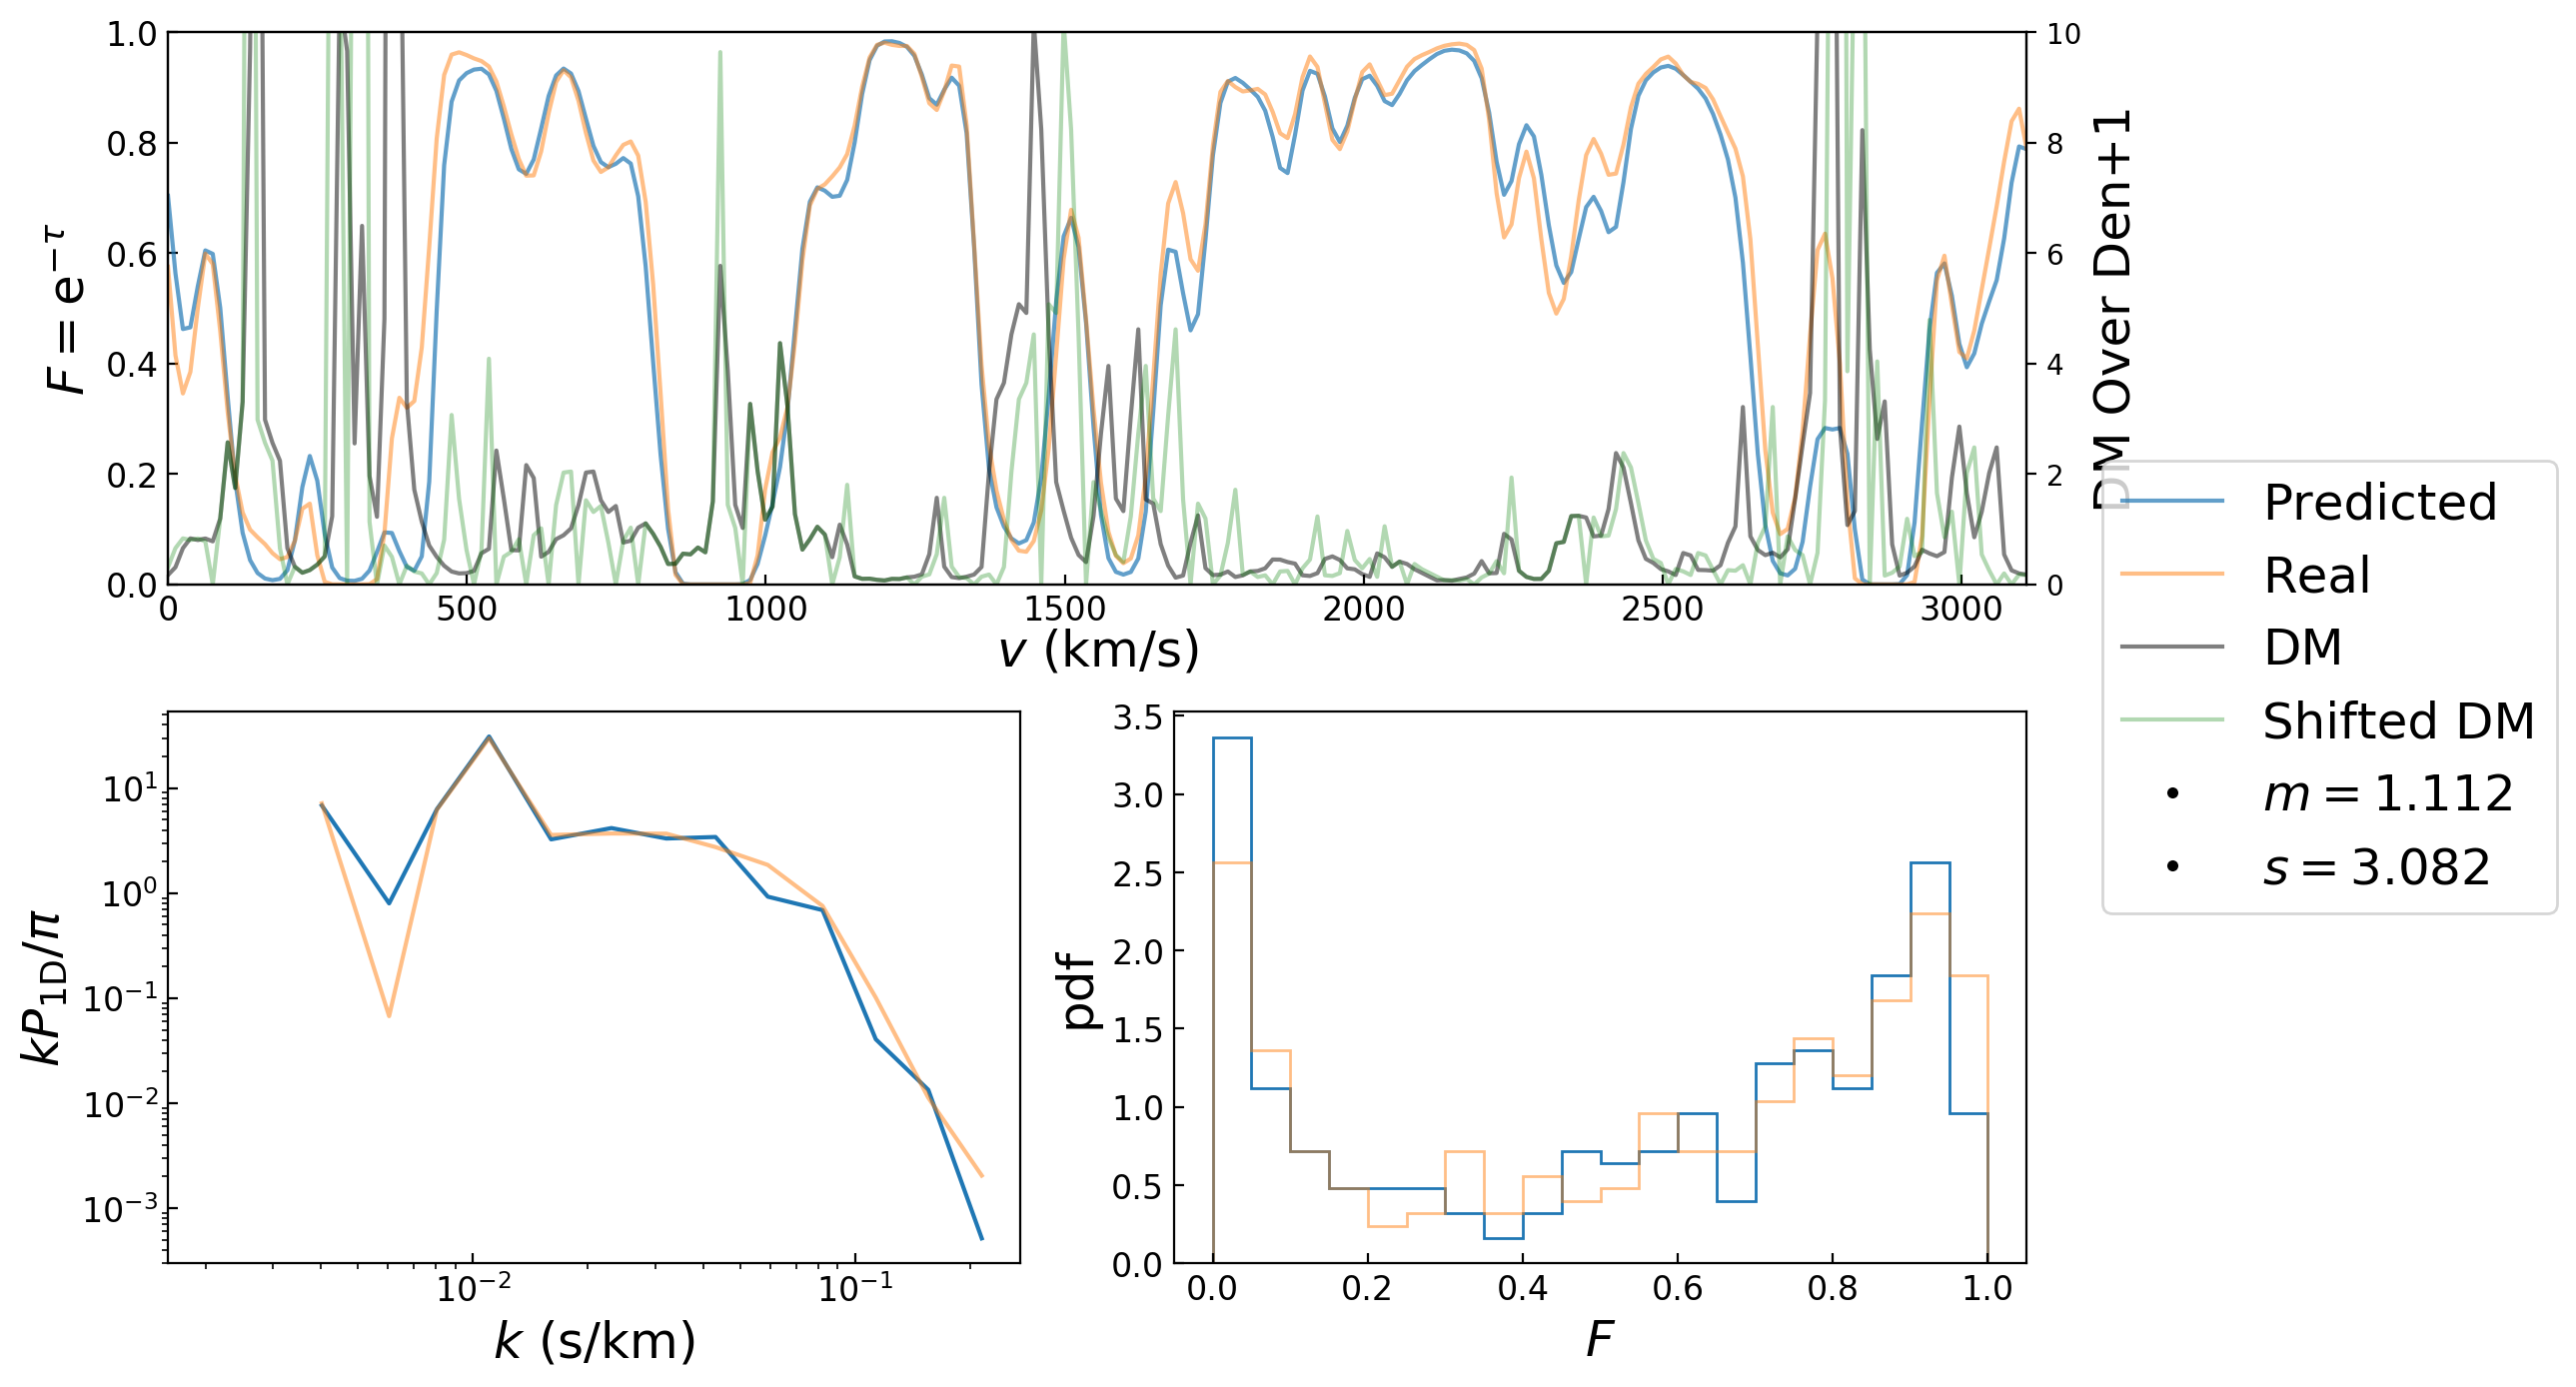 1.0
0.8
0.6
0.4
0.2
0.0
F = e^{−τ}
10
8
6
4
2
0
DM Over Den+1
0 500 1000 1500 2000 2500 3000
v (km/s)
Predicted
Real
DM
Shifted DM
m = 1.112
s = 3.082
10^1
10^0
10^{−1}
10^{−2}
10^{−3}
kP_{1D}/π
10^{−2} 10^{−1}
k (s/km)
3.5
3.0
2.5
2.0
1.5
1.0
0.5
0.0
pdf
0.0 0.2 0.4 0.6 0.8 1.0
F